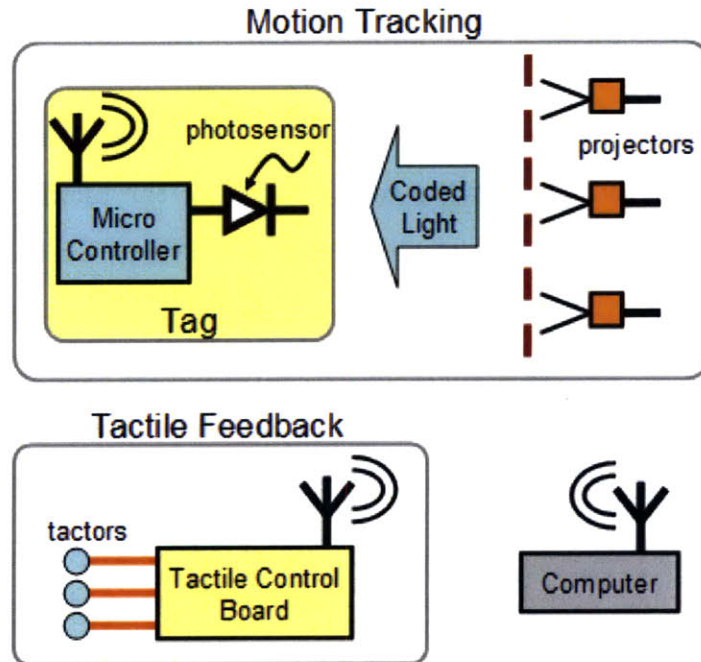 Motion Tracking
photosensor
projectors
Coded
Light
Micro
Controller
Tag
Tactile Feedback
tactors
Tactile Control
Board
Computer